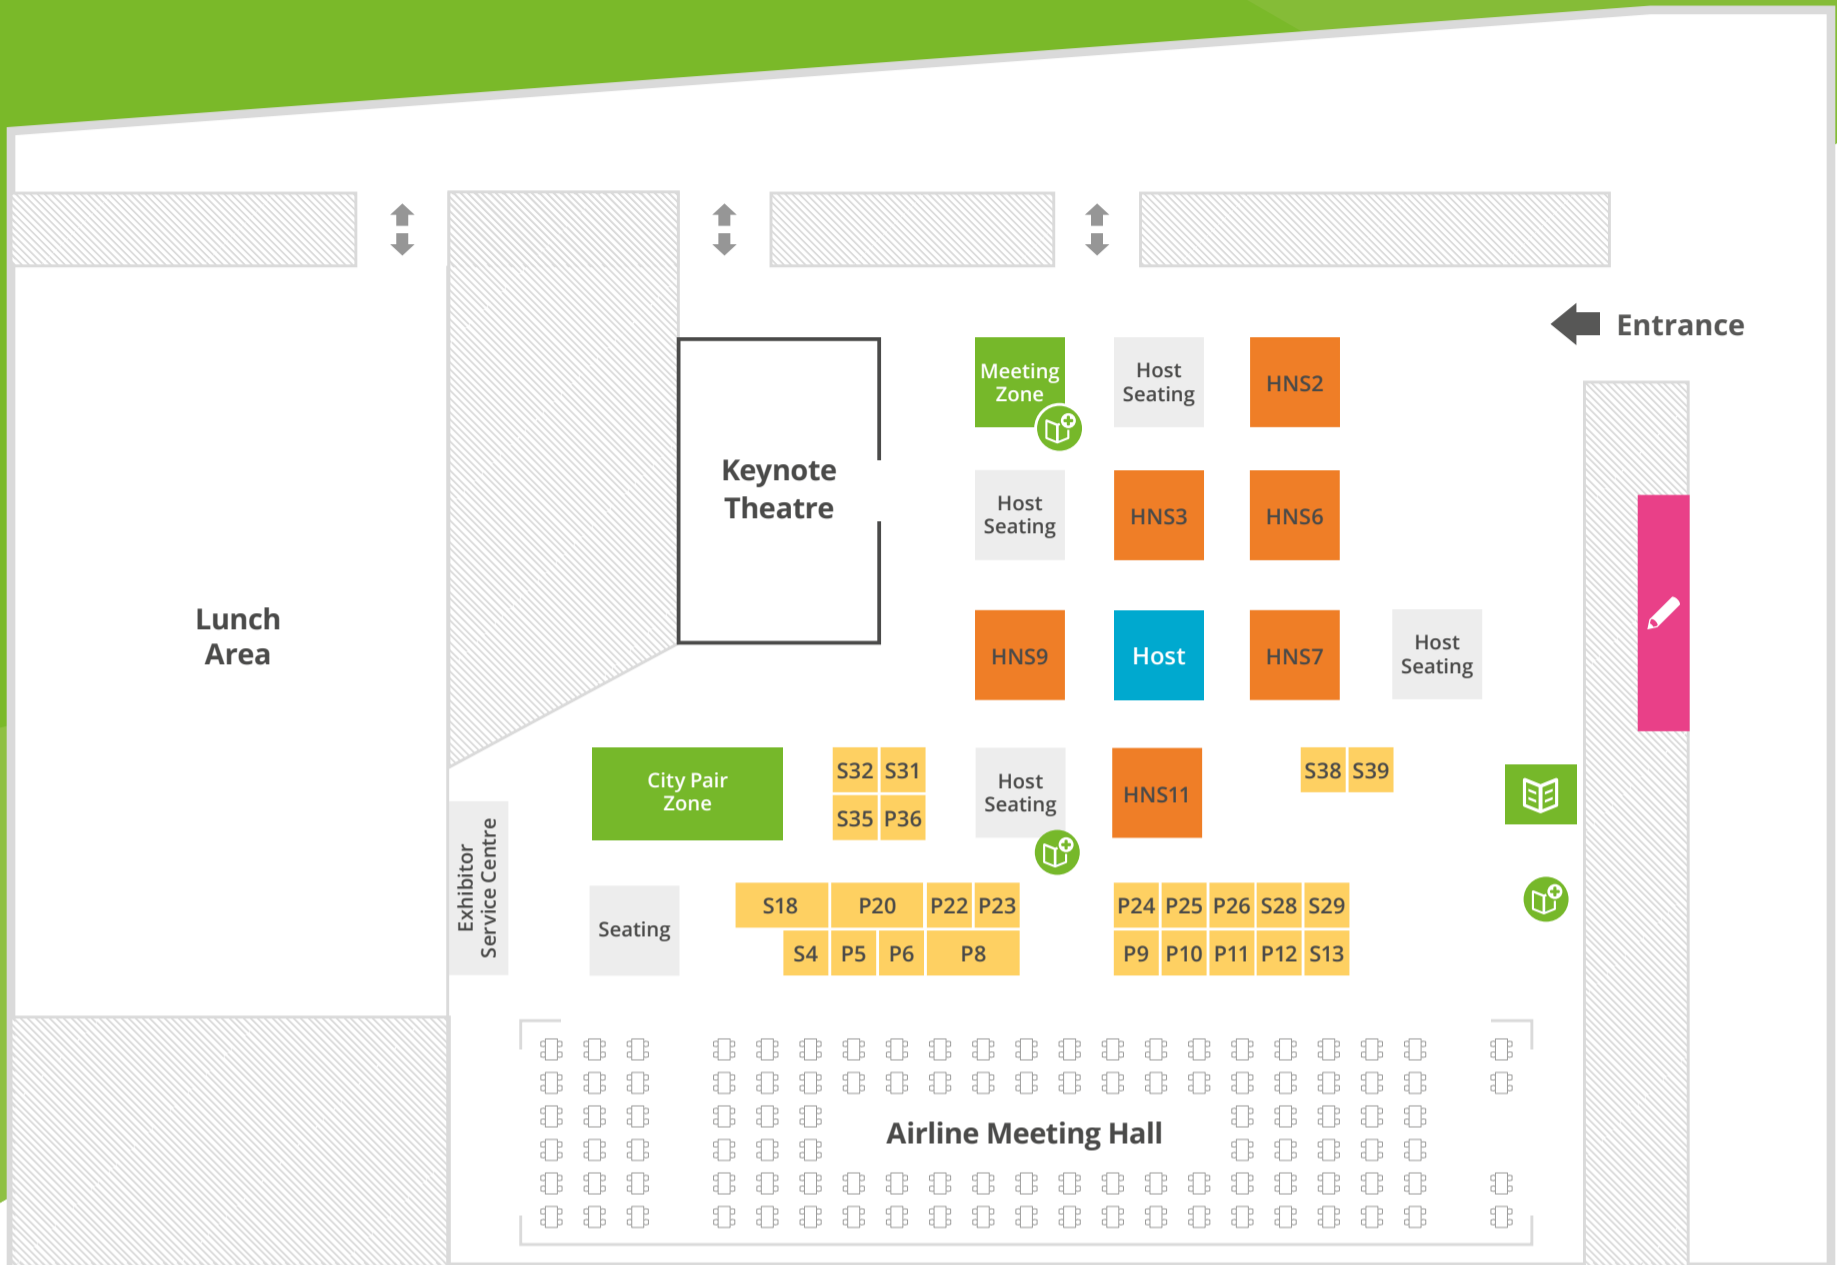 Entrance
Meeting
Zone
Host
Seating
HNS2
Keynote
Theatre
Host
Seating
HNS3
HNS6
Lunch
Area
HNS9
Host
HNS7
Host
Seating
City Pair
Zone
S32 S31
S35 P36
Host
Seating
HNS11
S38 S39
Exhibitor
Service Centre
Seating
S18 P20 P22 P23
S4 P5 P6 P8
P24 P25 P26 S28 S29
P9 P10 P11 P12 S13
Airline Meeting Hall